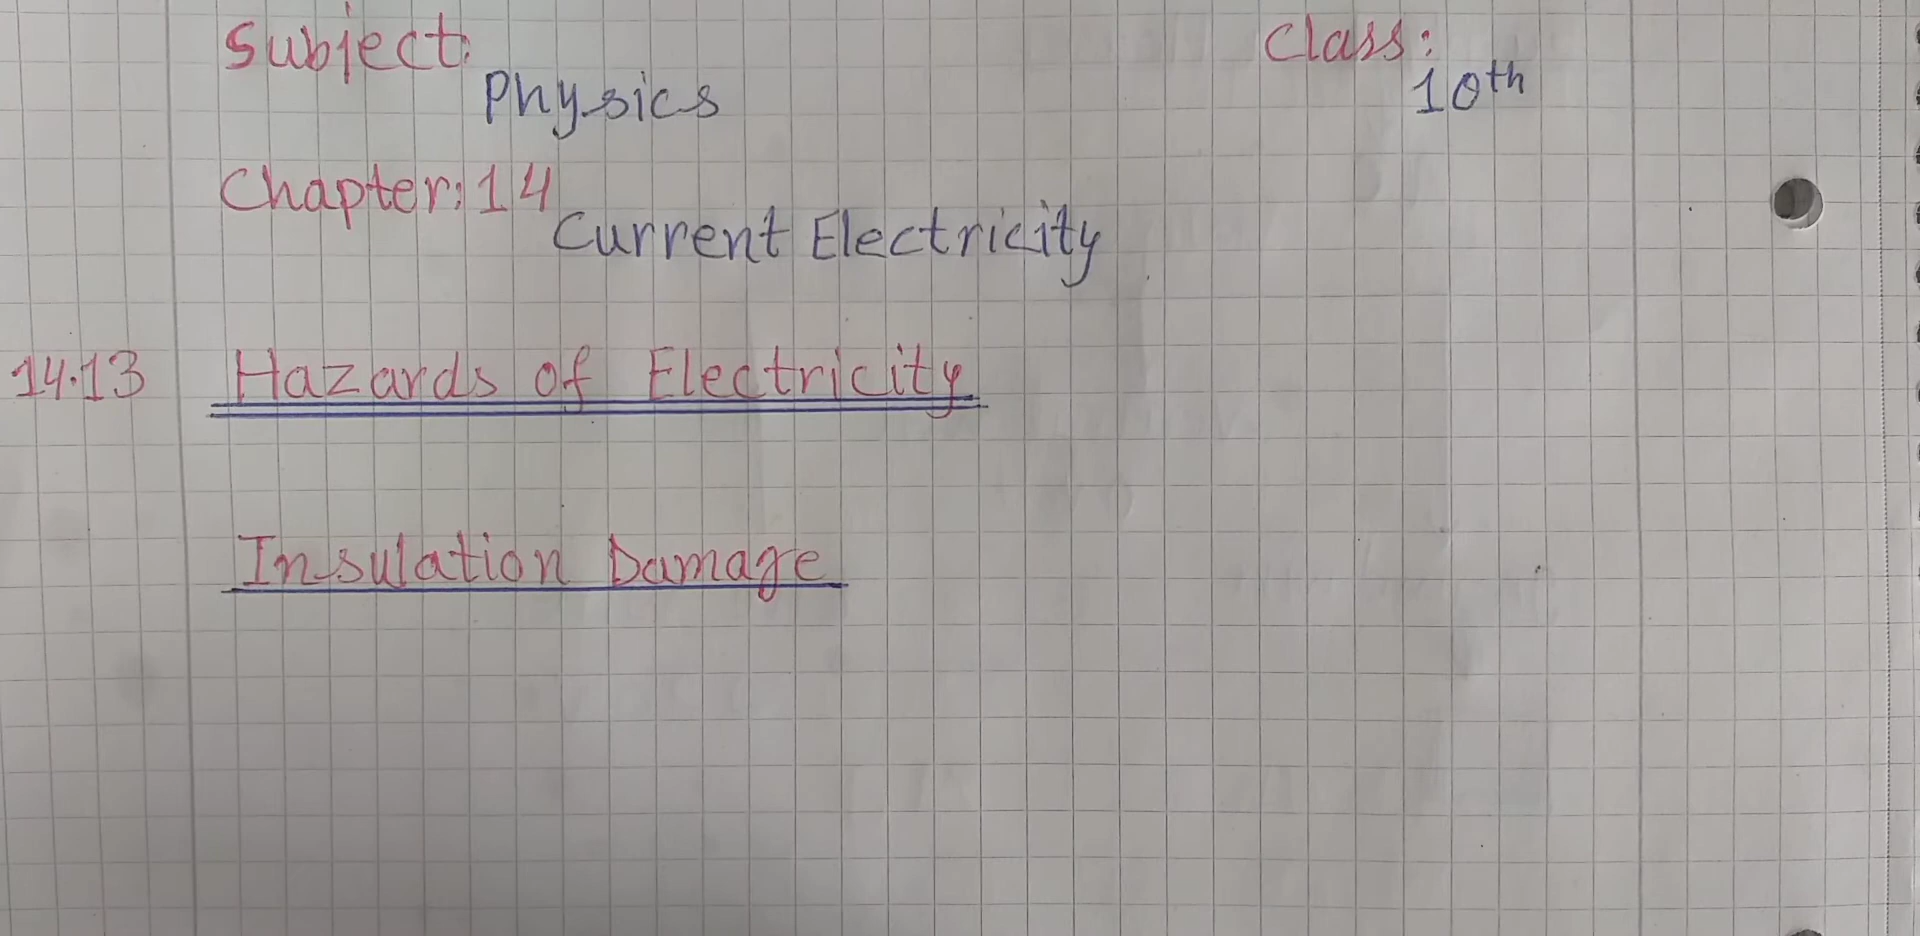 Subject: Class:
Physics 10th
Chapter: 14
Current Electricity
14.13 Hazards of Electricity
Insulation Damage